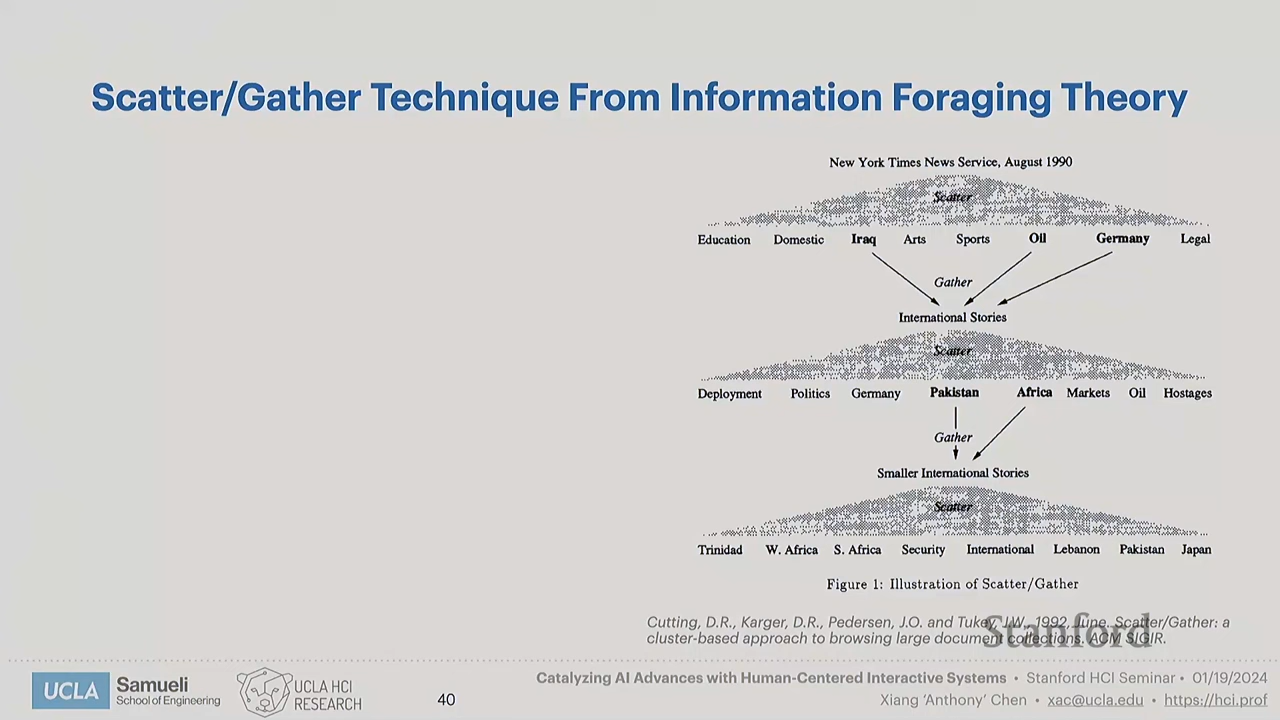 Scatter/Gather Technique From Information Foraging Theory
New York Times News Service, August 1990
Scatter
Education Domestic Iraq Arts Sports Oil Germany Legal
Gather
International Stories
Scatter
Deployment Politics Germany Pakistan Africa Markets Oil Hostages
Gather
Smaller International Stories
Scatter
Trinidad W. Africa S. Africa Security International Lebanon Pakistan Japan
Figure 1: Illustration of Scatter/Gather
Cutting, D.R., Karger, D.R., Pedersen, J.O. and Tukey, J.W., 1992, June. Scatter/Gather: a
cluster-based approach to browsing large document collections. ACM SIGIR.
Stanford
UCLA Samueli
School of Engineering
UCLA HCI
RESEARCH
40
Catalyzing AI Advances with Human-Centered Interactive Systems • Stanford HCI Seminar • 01/19/2024
Xiang ‘Anthony’ Chen • xac@ucla.edu • https://hci.prof